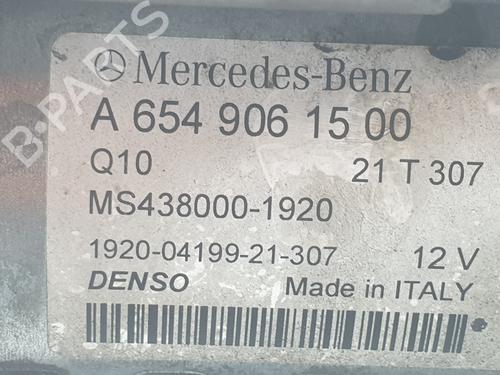 Mercedes-Benz
A 654 906 15 00
Q10 21 T 307
MS438000-1920
1920-04199-21-307 12 V
DENSO Made in ITALY
B-PARTS